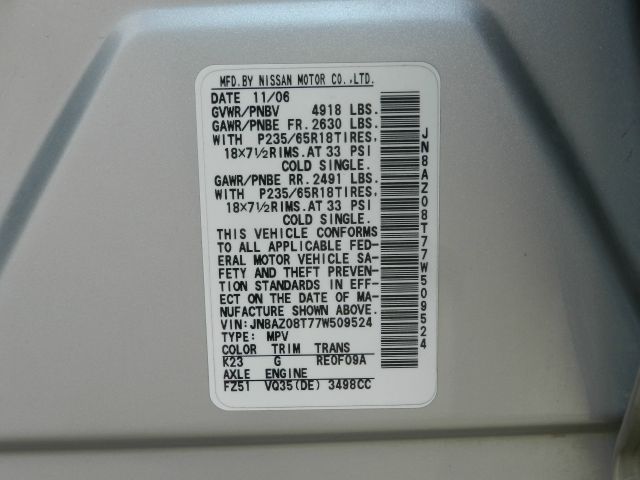 MFD.BY NISSAN MOTOR CO.,LTD.
DATE 11/06
GVWR/PNBV 4918 LBS.
GAWR/PNBE FR. 2630 LBS.
WITH P235/65R18TIRES,
18×7½RIMS.AT 33 PSI
COLD SINGLE.
GAWR/PNBE RR. 2491 LBS.
WITH P235/65R18TIRES,
18×7½RIMS.AT 33 PSI
COLD SINGLE.
THIS VEHICLE CONFORMS
TO ALL APPLICABLE FED-
ERAL MOTOR VEHICLE SA-
FETY AND THEFT PREVEN-
TION STANDARDS IN EFF-
ECT ON THE DATE OF MA-
NUFACTURE SHOWN ABOVE.
VIN:JN8AZ08T77W509524
TYPE: MPV
COLOR TRIM TRANS
K23 G RE0F09A
AXLE ENGINE
FZ51 VQ35(DE) 3498CC
JN8AZ08T77W509524